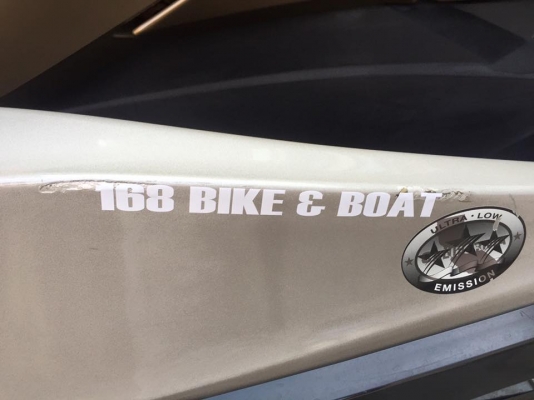 168 BIKE & BOAT
ULTRA-LOW
EMISSION